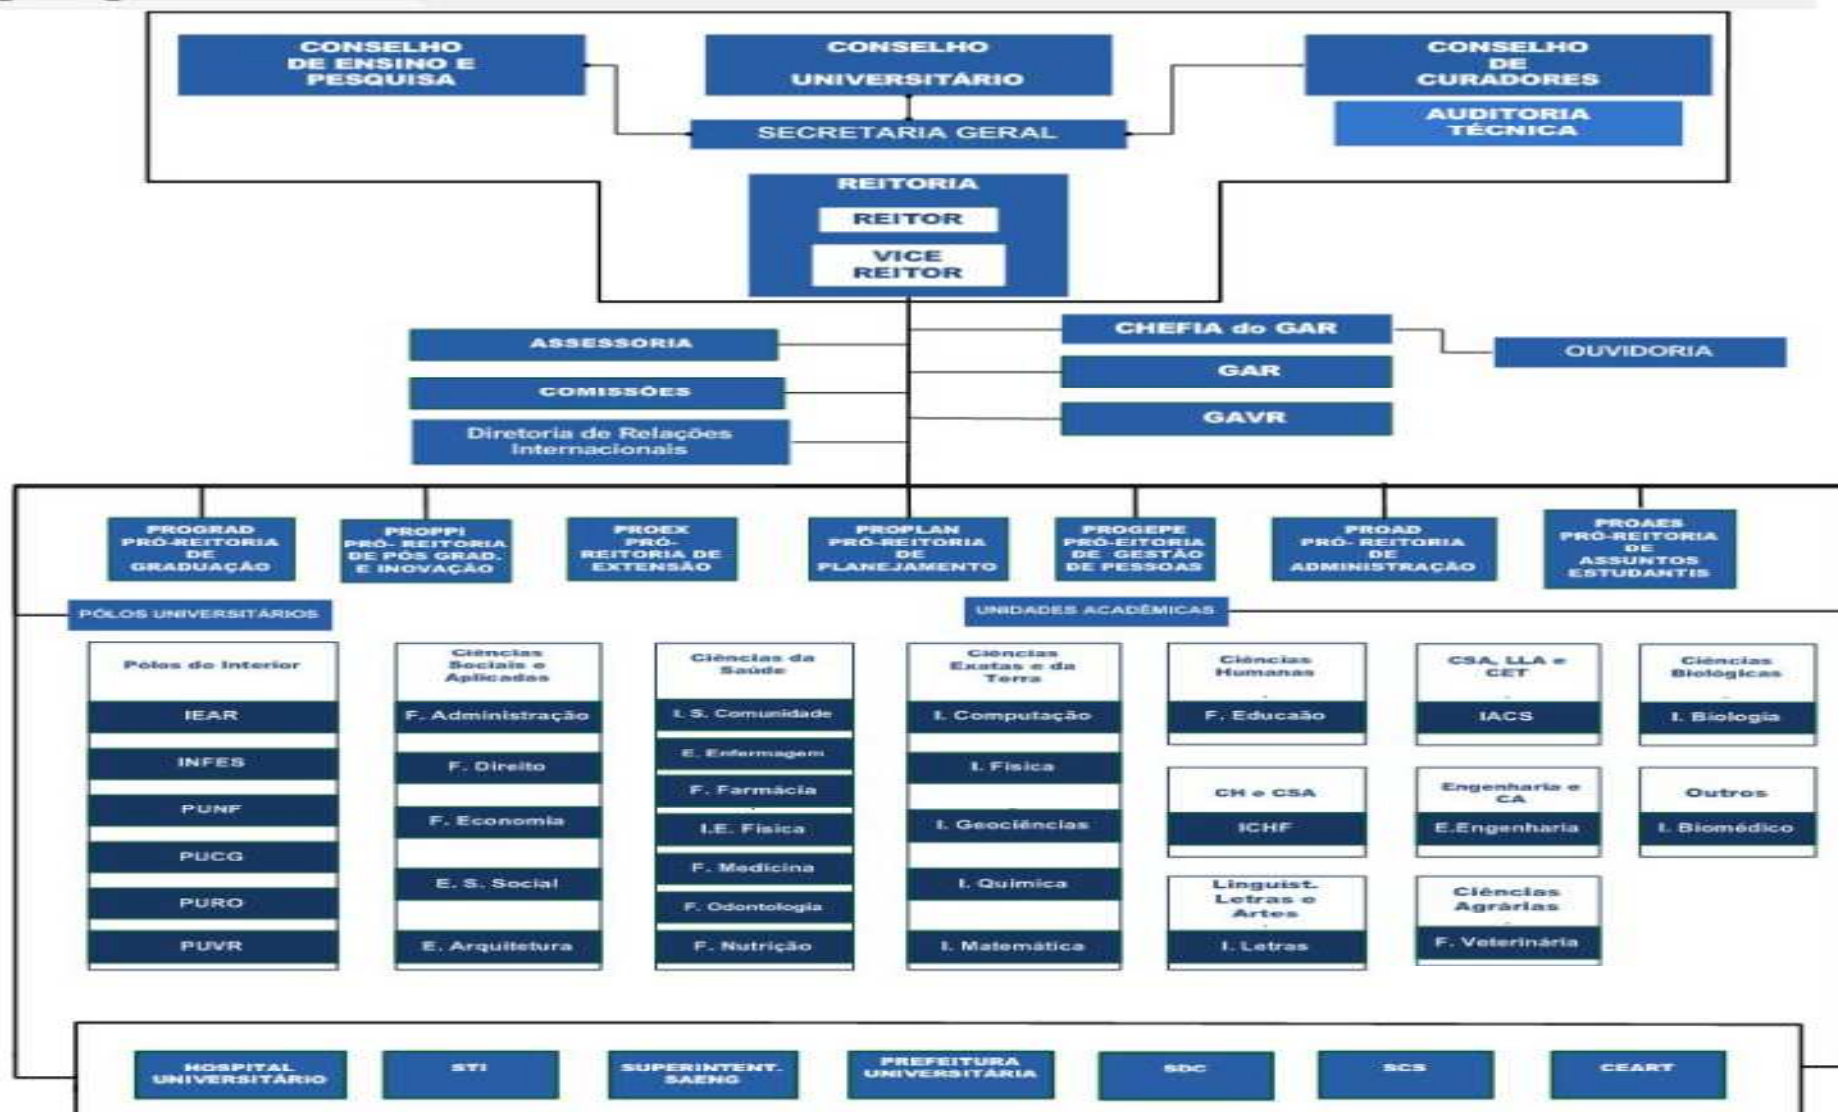 CONSELHO
DE ENSINO E
PESQUISA
CONSELHO
UNIVERSITÁRIO
CONSELHO
DE
CURADORES
AUDITORIA
TÉCNICA
SECRETARIA GERAL
REITORIA
REITOR
VICE
REITOR
ASSESSORIA
COMISSÕES
Diretoria de Relações
Internacionais
CHEFIA do GAR
GAR
GAVR
OUVIDORIA
PROGRAD
PRÓ-REITORIA
DE
GRADUAÇÃO
PROPPI
PRÓ- REITORIA
DE PÓS GRAD.
E INOVAÇÃO
PROEX
PRÓ-
REITORIA DE
EXTENSÃO
PROPLAN
PRÓ-REITORIA
DE
PLANEJAMENTO
PROGEPE
PRÓ-EITORIA
DE GESTÃO
DE PESSOAS
PROAD
PRÓ- REITORIA
DE
ADMINISTRAÇÃO
PROAES
PRÓ-REITORIA
DE
ASSUNTOS
ESTUDANTIS
PÓLOS UNIVERSITÁRIOS
UNIDADES ACADÊMICAS
Pólos do Interior
IEAR
INFES
PUNF
PUCG
PURO
PUVR
Ciências
Sociais e
Aplicadas
F. Administração
F. Direito
F. Economia
E. S. Social
E. Arquitetura
Ciências da
Saúde
I. S. Comunidade
E. Enfermagem
F. Farmácia
I.E. Física
F. Medicina
F. Odontologia
F. Nutrição
Ciências
Exatas e da
Terra
I. Computação
I. Física
I. Geociências
I. Química
I. Matemática
Ciências
Humanas
F. Educaão
CH e CSA
ICHF
Linguist.
Letras e
Artes
I. Letras
CSA, LLA e
CET
IACS
Engenharia e
CA
E.Engenharia
Ciências
Agrárias
F. Veterinária
Ciências
Biológicas
I. Biologia
Outros
I. Biomédico
HOSPITAL
UNIVERSITÁRIO
STI
SUPERINTENT.
SAENG
PREFEITURA
UNIVERSITÁRIA
SDC
SCS
CEART